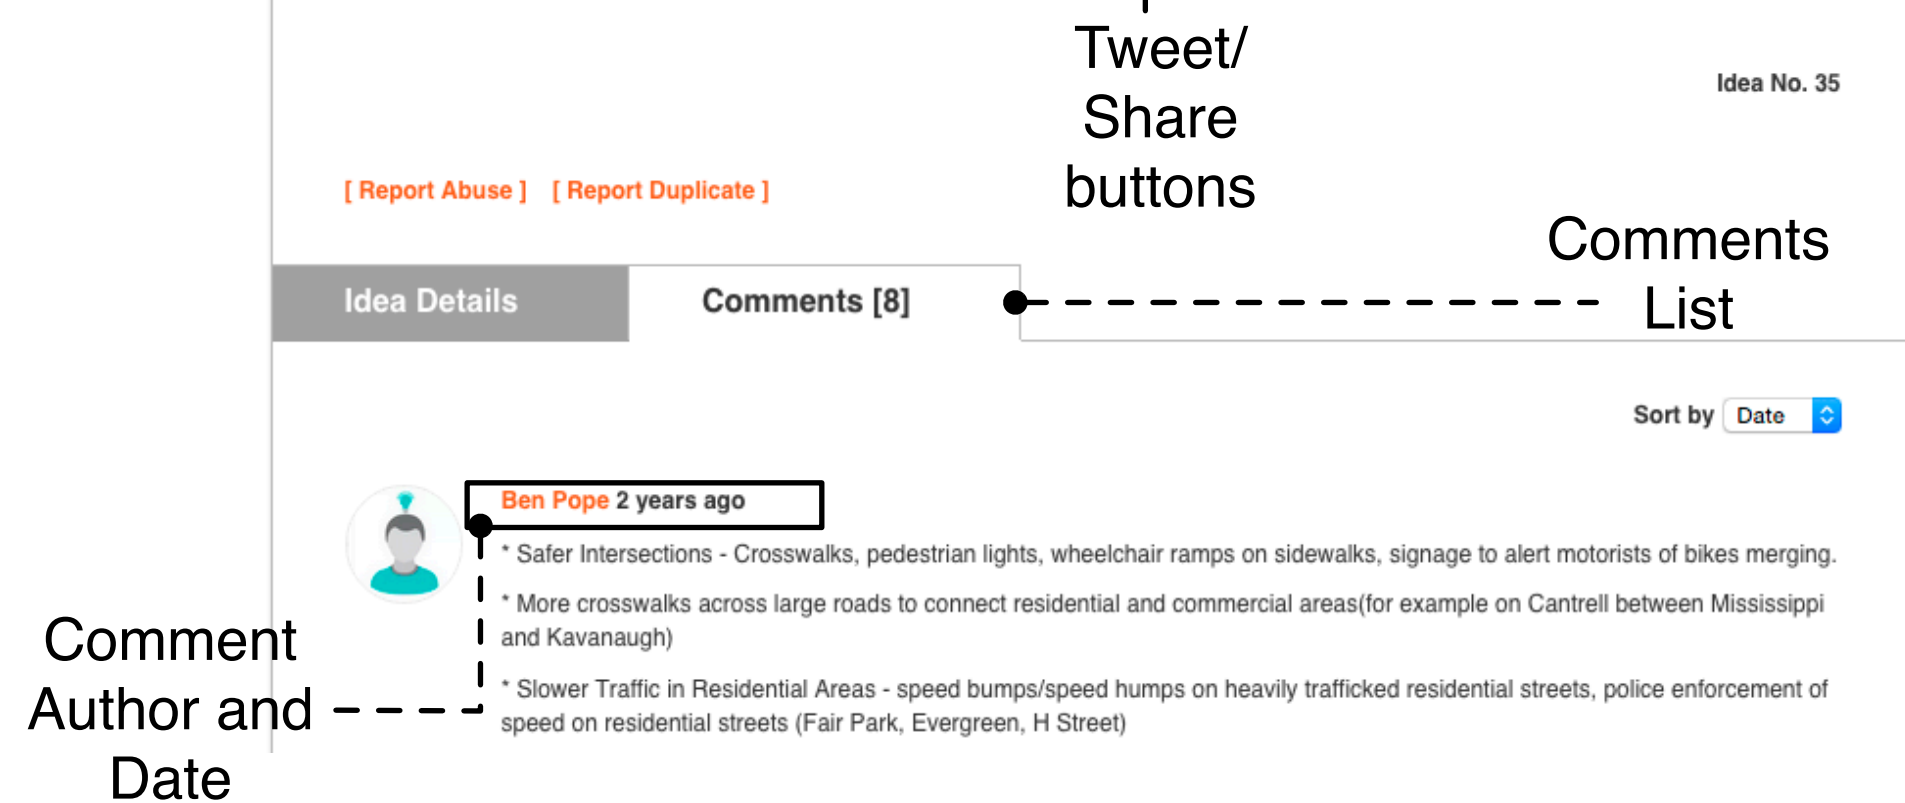 Tweet/
Share
buttons
Idea No. 35
[ Report Abuse ] [ Report Duplicate ]
Comments
List
Idea Details
Comments [8]
Sort by Date
Ben Pope 2 years ago
* Safer Intersections - Crosswalks, pedestrian lights, wheelchair ramps on sidewalks, signage to alert motorists of bikes merging.
* More crosswalks across large roads to connect residential and commercial areas(for example on Cantrell between Mississippi
and Kavanaugh)
* Slower Traffic in Residential Areas - speed bumps/speed humps on heavily trafficked residential streets, police enforcement of
speed on residential streets (Fair Park, Evergreen, H Street)
Comment
Author and
Date